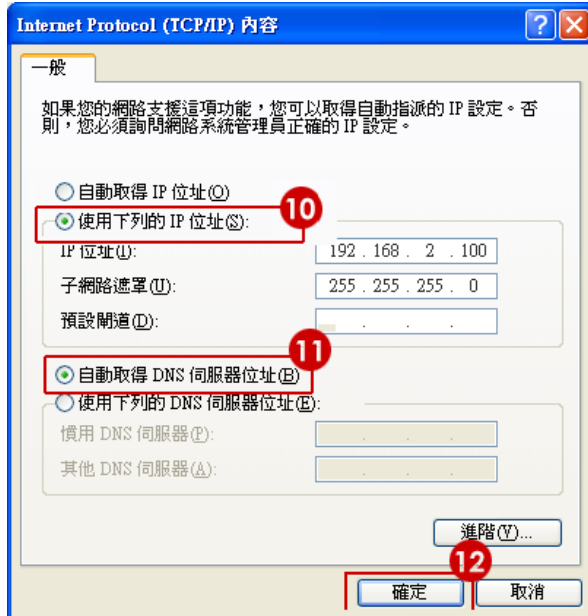 Internet Protocol (TCP/IP) 內容
一般
如果您的網路支援這項功能，您可以取得自動指派的 IP 設定。否
則，您必須詢問網路系統管理員正確的 IP 設定。
自動取得 IP 位址(O)
10
使用下列的 IP 位址(S):
IP 位址(I): 192 . 168 . 2 . 100
子網路遮罩(U): 255 . 255 . 255 . 0
預設閘道(D): . . .
11
自動取得 DNS 伺服器位址(B)
使用下列的 DNS 伺服器位址(E):
慣用 DNS 伺服器(P): . . .
其他 DNS 伺服器(A): . . .
進階(V)...
12
確定 取消